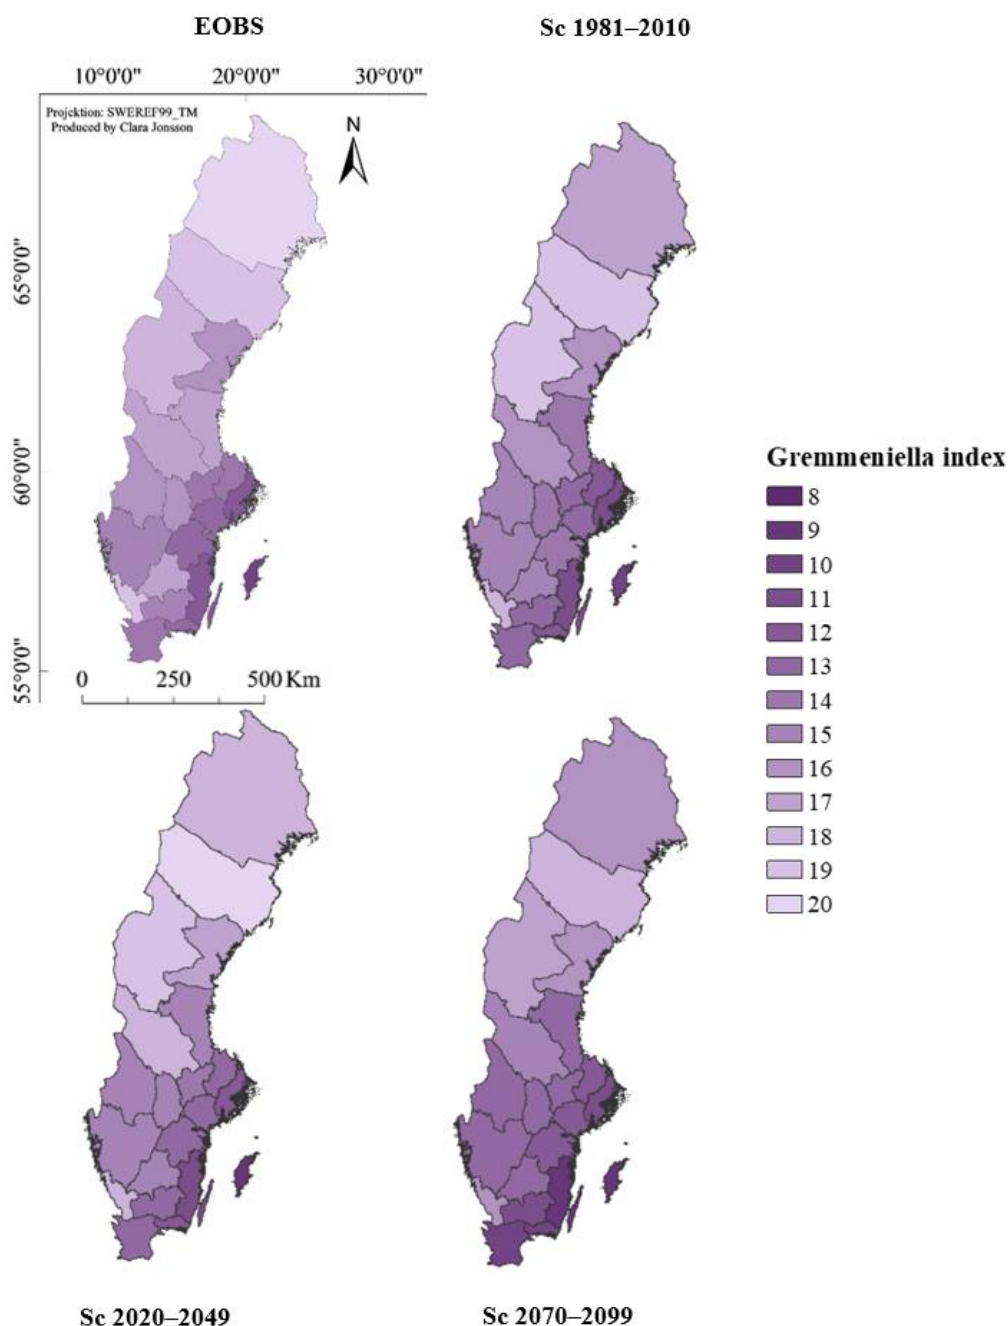 EOBS
Sc 1981–2010
10°0'0" 20°0'0" 30°0'0"
Projektion: SWEREF99_TM
Produced by Clara Jonsson
N
65°0'0"
60°0'0"
55°0'0"
0 250 500 Km
Gremmeniella index
8
9
10
11
12
13
14
15
16
17
18
19
20
Sc 2020–2049
Sc 2070–2099